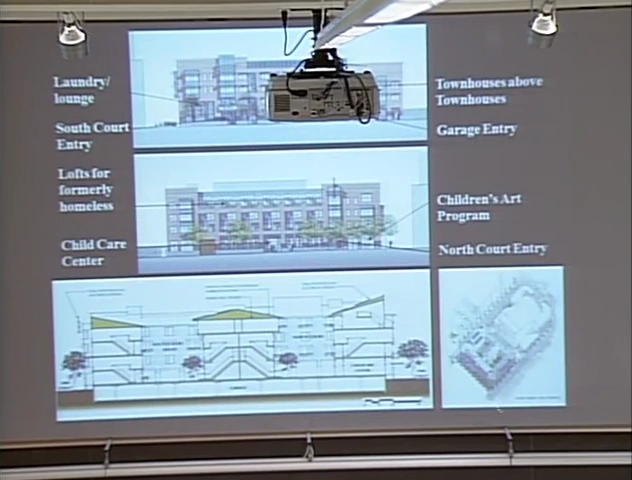 Laundry/
lounge
South Court
Entry
Lofts for
formerly
homeless
Child Care
Center
Townhouses above
Townhouses
Garage Entry
Children's Art
Program
North Court Entry